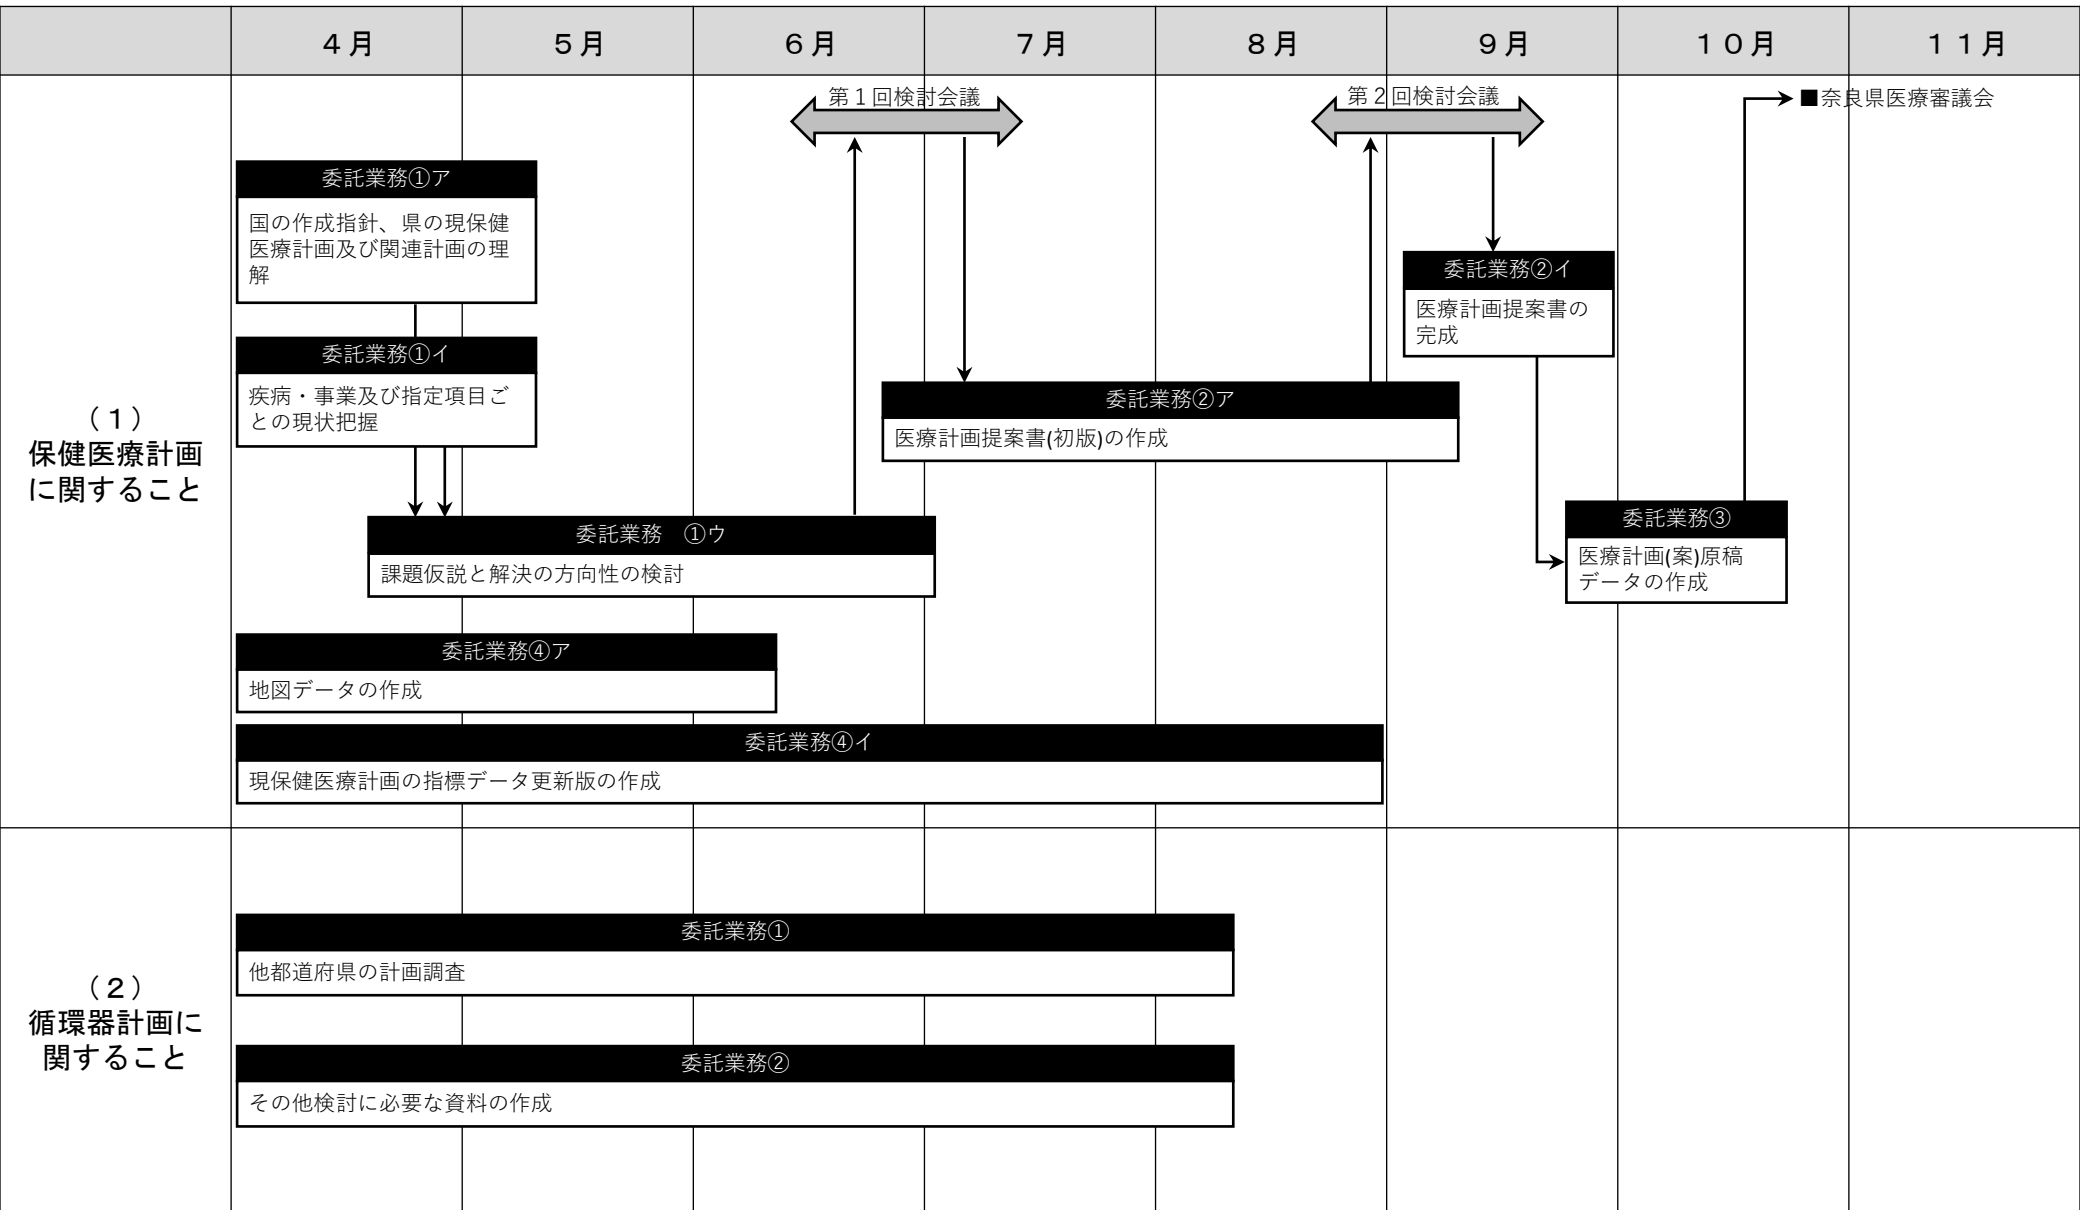 ４月
５月
６月
７月
８月
９月
１０月
１１月
（１）
保健医療計画
に関すること
第１回検討会議
第２回検討会議
■奈良県医療審議会
委託業務①ア
国の作成指針、県の現保健
医療計画及び関連計画の理
解
委託業務①イ
疾病・事業及び指定項目ご
との現状把握
委託業務　①ウ
課題仮説と解決の方向性の検討
委託業務②ア
医療計画提案書(初版)の作成
委託業務②イ
医療計画提案書の
完成
委託業務③
医療計画(案)原稿
データの作成
委託業務④ア
地図データの作成
委託業務④イ
現保健医療計画の指標データ更新版の作成
（２）
循環器計画に
関すること
委託業務①
他都道府県の計画調査
委託業務②
その他検討に必要な資料の作成